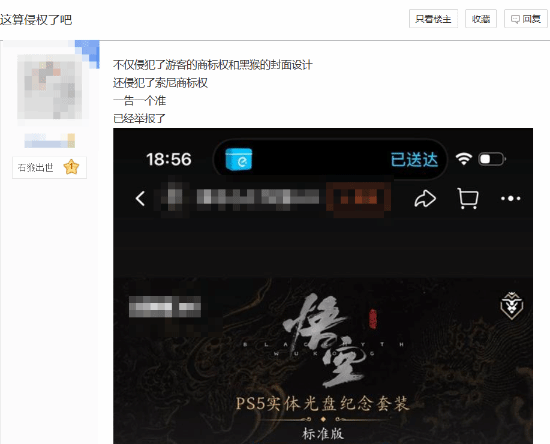 这算侵权了吧
只看楼主
收藏
回复
不仅侵犯了游客的商标权和黑猴的封面设计
还侵犯了索尼商标权
一告一个准
已经举报了
石猴出世
1
18:56
已送达
悟空
BLACK MYTH
WUKONG
PS5实体光盘纪念套装
标准版